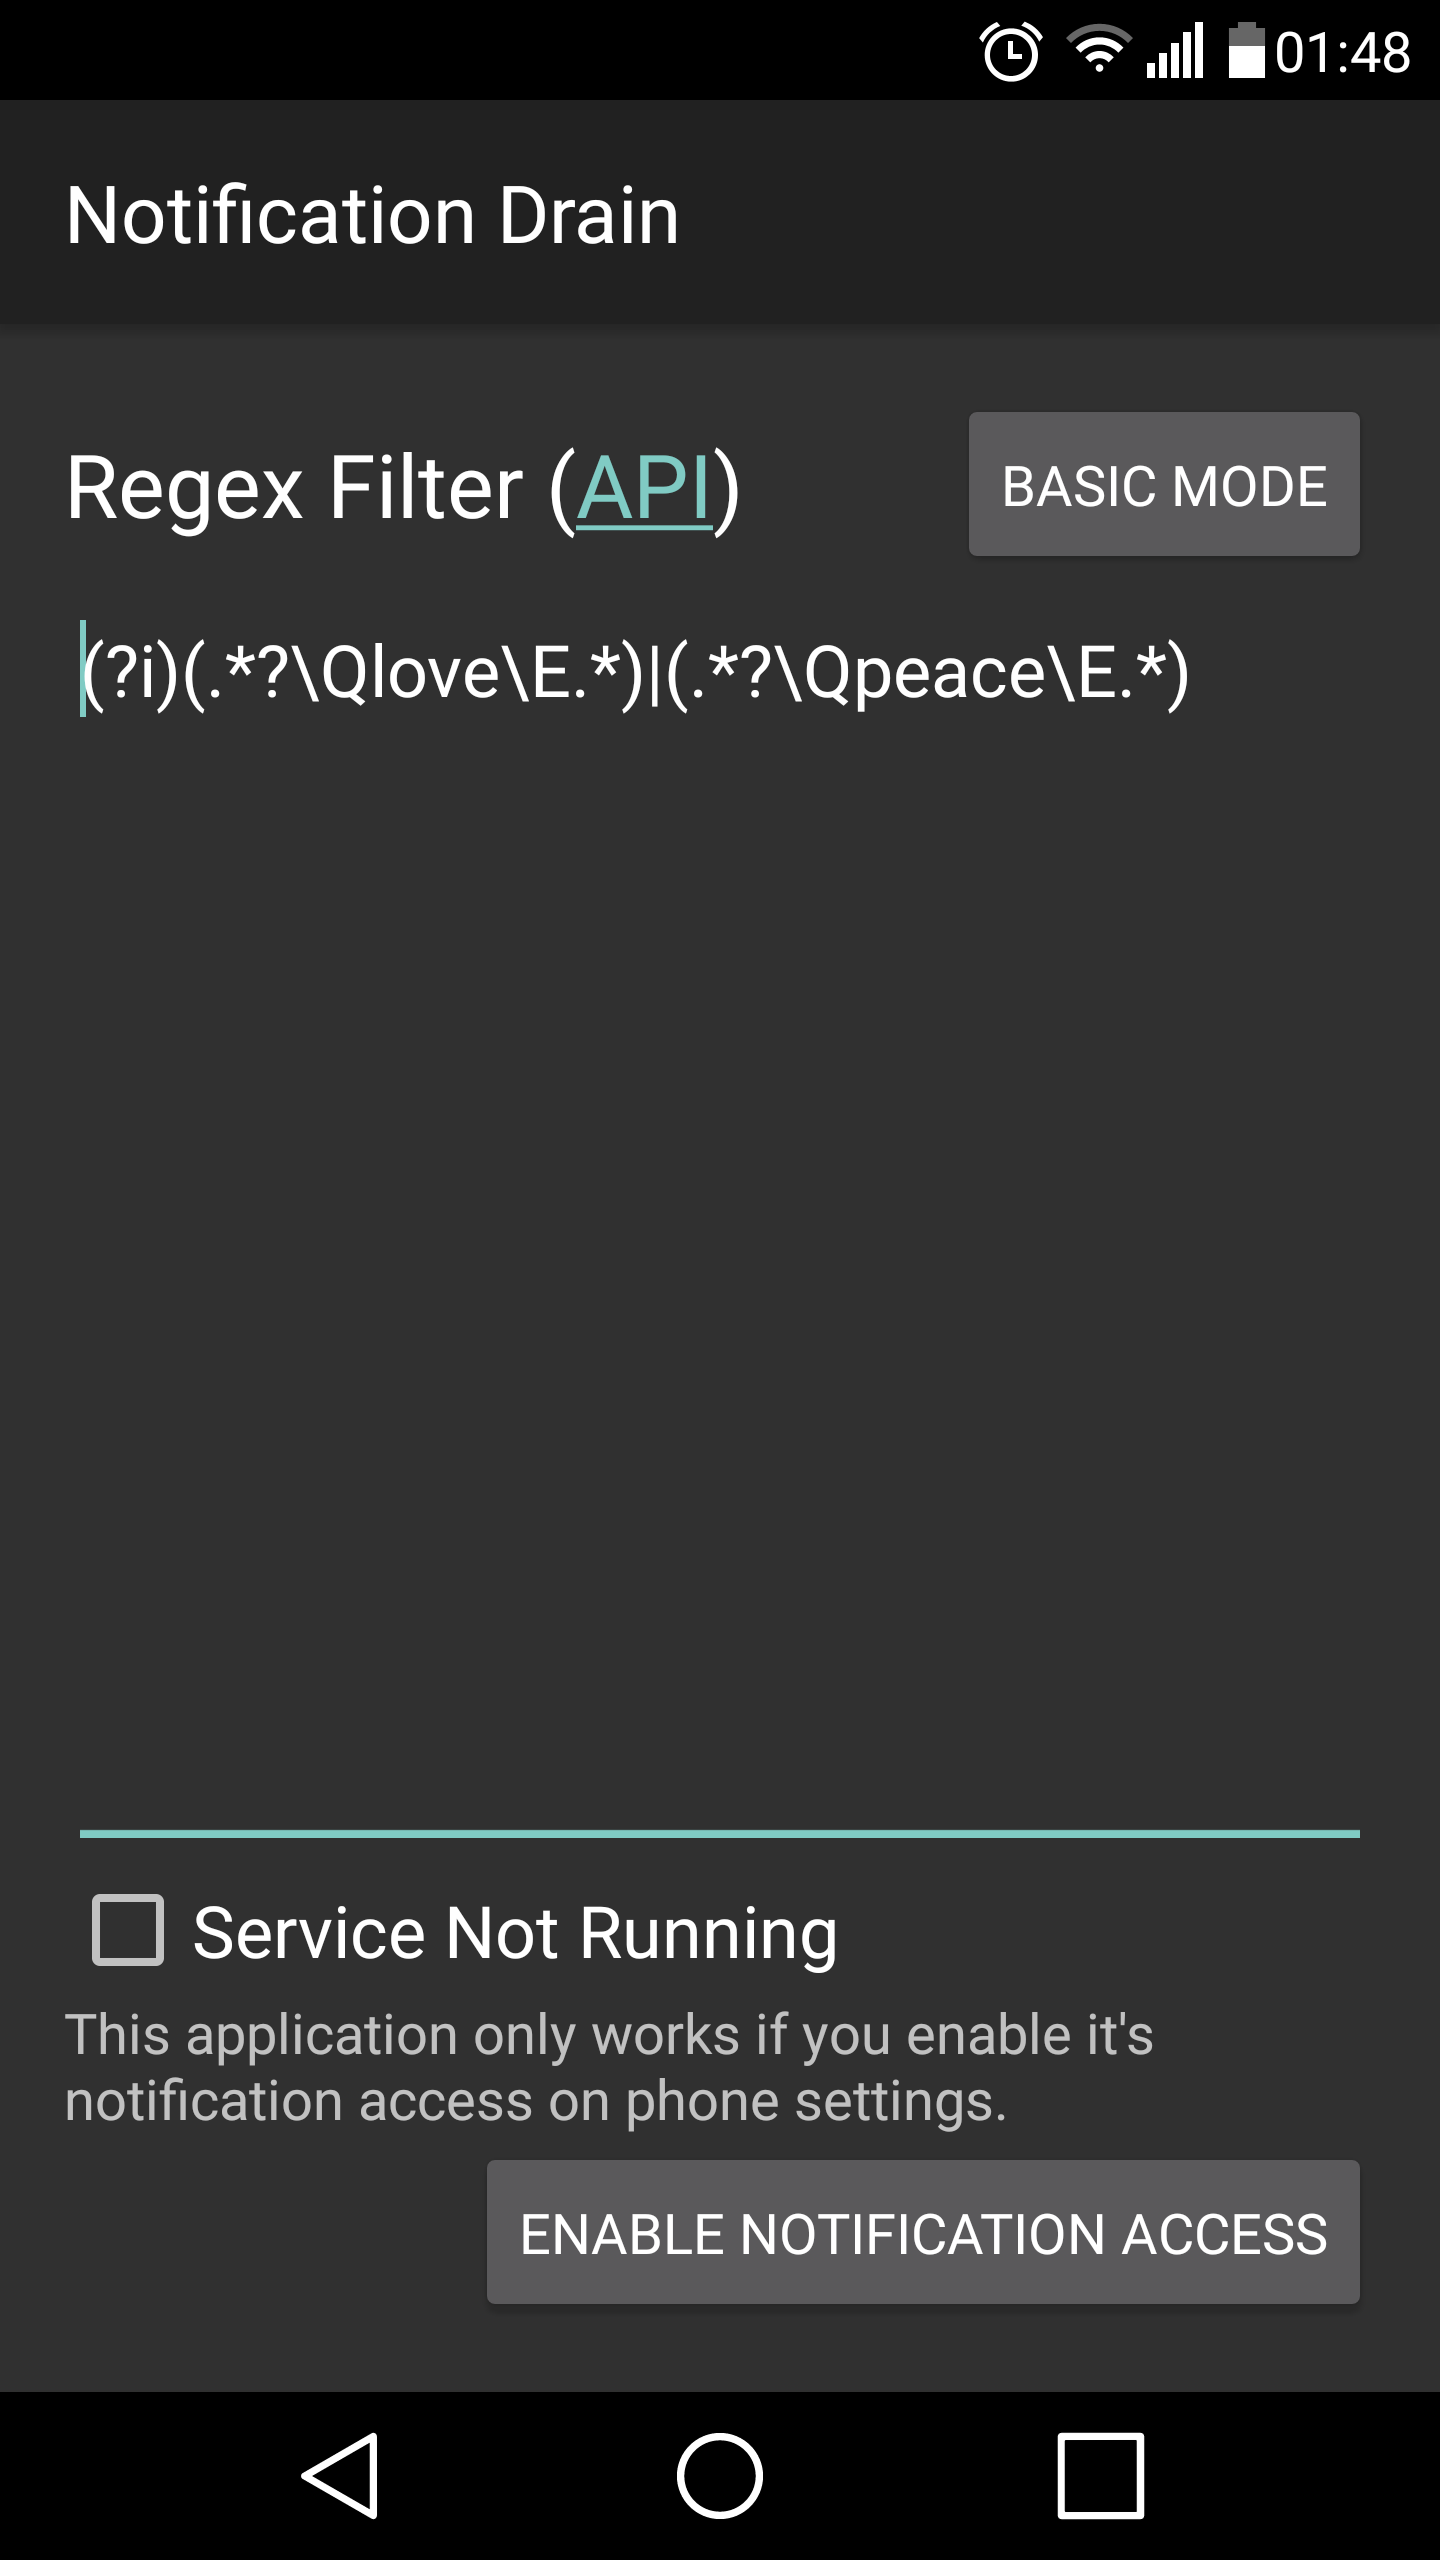 01:48
Notification Drain
Regex Filter (API)
BASIC MODE
(?i)(.*?\Qlove\E.*)|(.*?\Qpeace\E.*)
Service Not Running
This application only works if you enable it's
notification access on phone settings.
ENABLE NOTIFICATION ACCESS